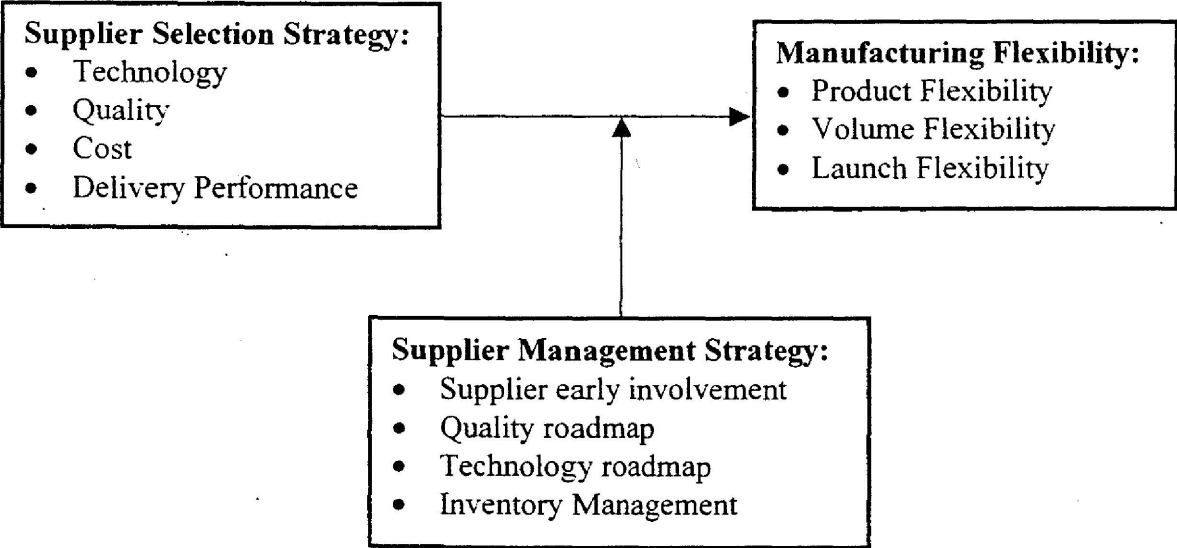 Supplier Selection Strategy:
• Technology
• Quality
• Cost
• Delivery Performance
Manufacturing Flexibility:
• Product Flexibility
• Volume Flexibility
• Launch Flexibility
Supplier Management Strategy:
• Supplier early involvement
• Quality roadmap
• Technology roadmap
• Inventory Management